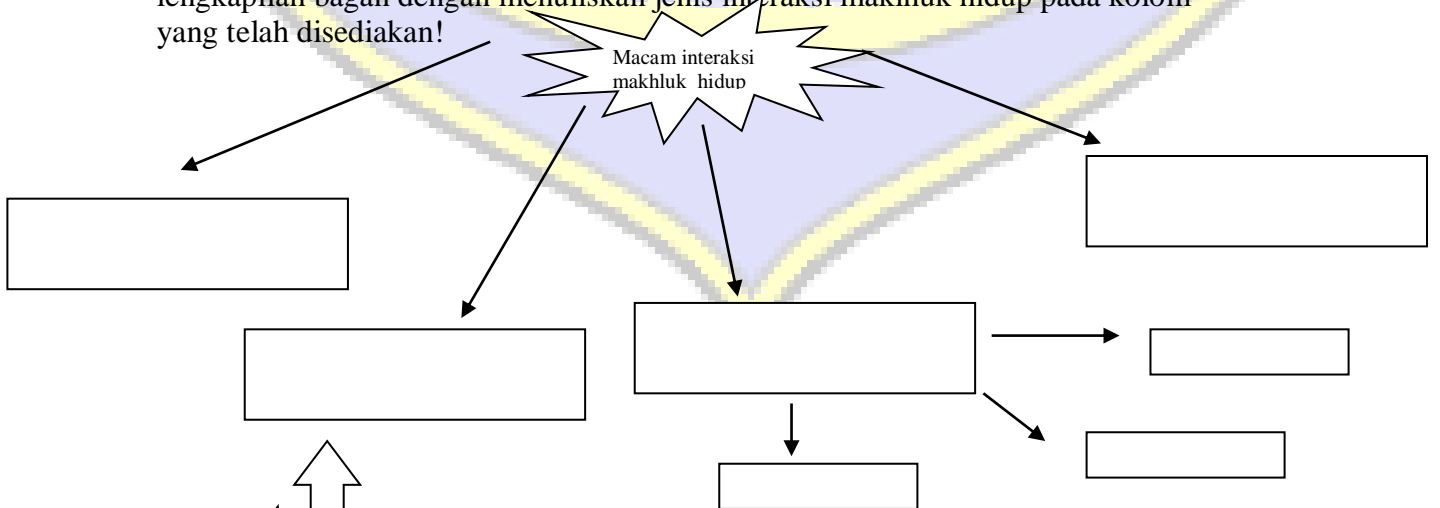 lengkapilah bagan dengan menuliskan jenis interaksi makhluk hidup pada kolom
yang telah disediakan!
Macam interaksi
makhluk hidup